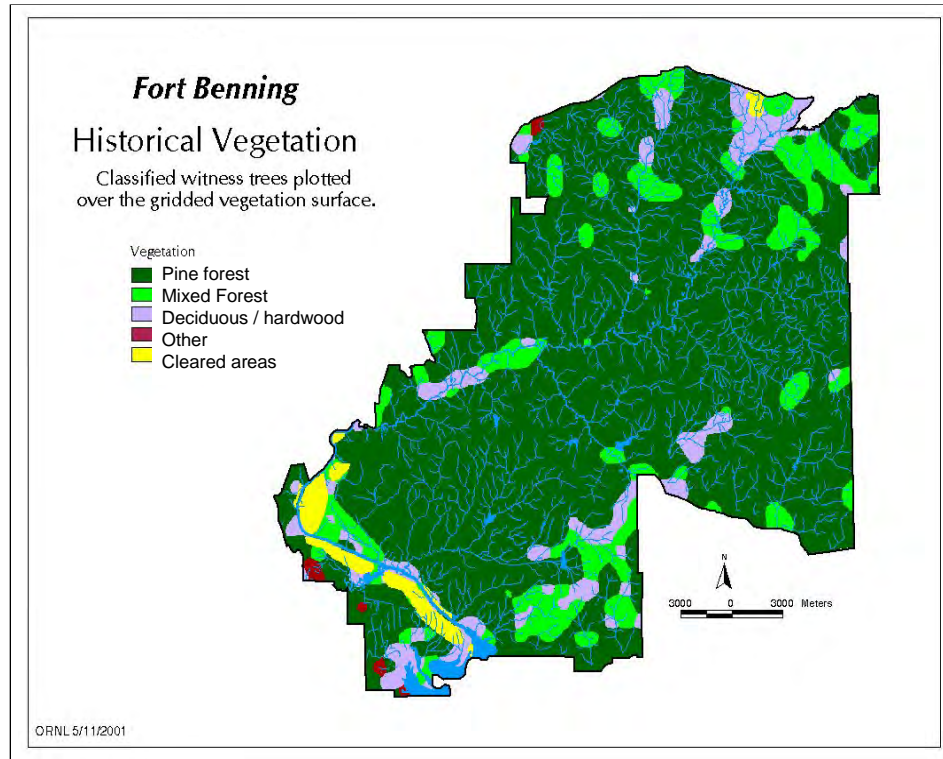 Fort Benning
Historical Vegetation
Classified witness trees plotted
over the gridded vegetation surface.
Vegetation
Pine forest
Mixed Forest
Deciduous / hardwood
Other
Cleared areas
N
3000 0 3000 Meters
ORNL 5/11/2001